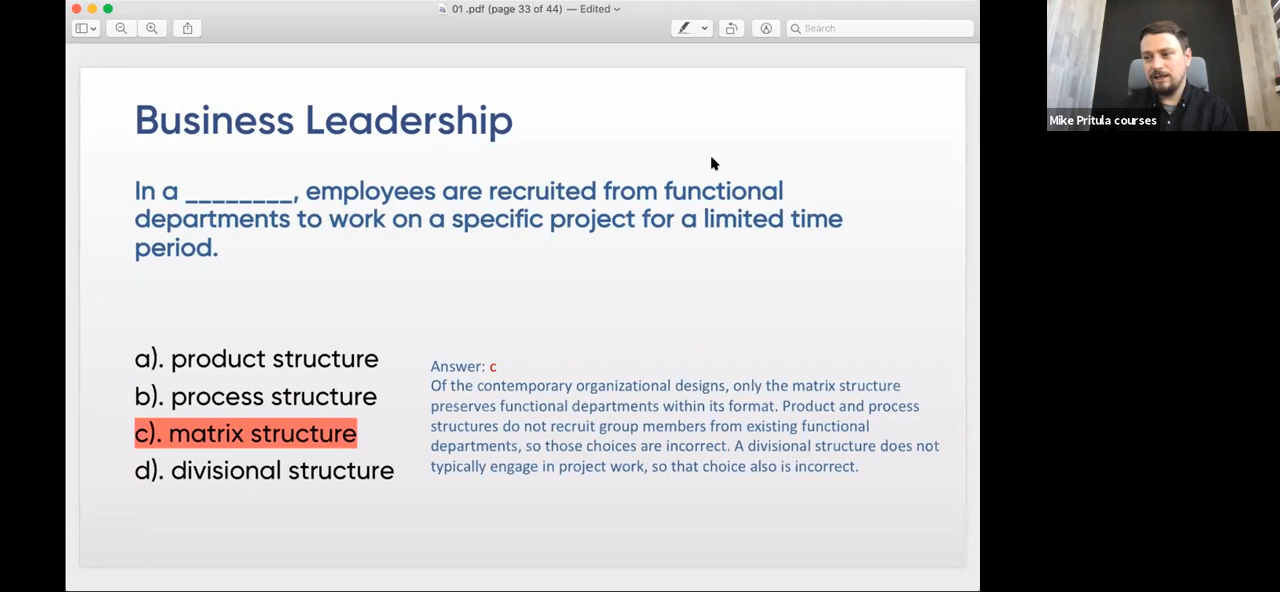 01 .pdf (page 33 of 44) — Edited
Search
Mike Pritula courses
Business Leadership
In a ________, employees are recruited from functional
departments to work on a specific project for a limited time
period.
a). product structure
b). process structure
c). matrix structure
d). divisional structure
Answer: c
Of the contemporary organizational designs, only the matrix structure
preserves functional departments within its format. Product and process
structures do not recruit group members from existing functional
departments, so those choices are incorrect. A divisional structure does not
typically engage in project work, so that choice also is incorrect.